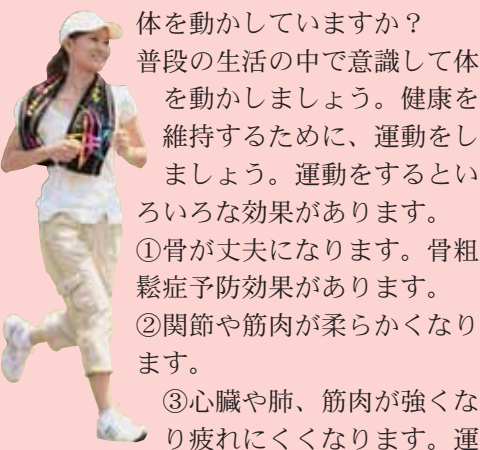 体を動かしていますか？
普段の生活の中で意識して体
を動かしましょう。健康を
維持するために、運動をし
ましょう。運動をするとい
ろいろな効果があります。
①骨が丈夫になります。骨粗
鬆症予防効果があります。
②関節や筋肉が柔らかくなり
ます。
③心臓や肺、筋肉が強くな
り疲れにくくなります。運